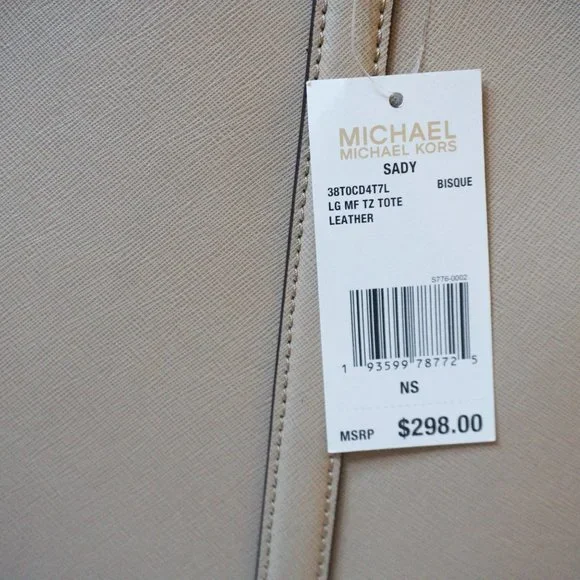 MICHAEL
MICHAEL KORS
SADY
38T0CD4T7L BISQUE
LG MF TZ TOTE
LEATHER
S776-0002
1 93599 78772 5
NS
MSRP $298.00